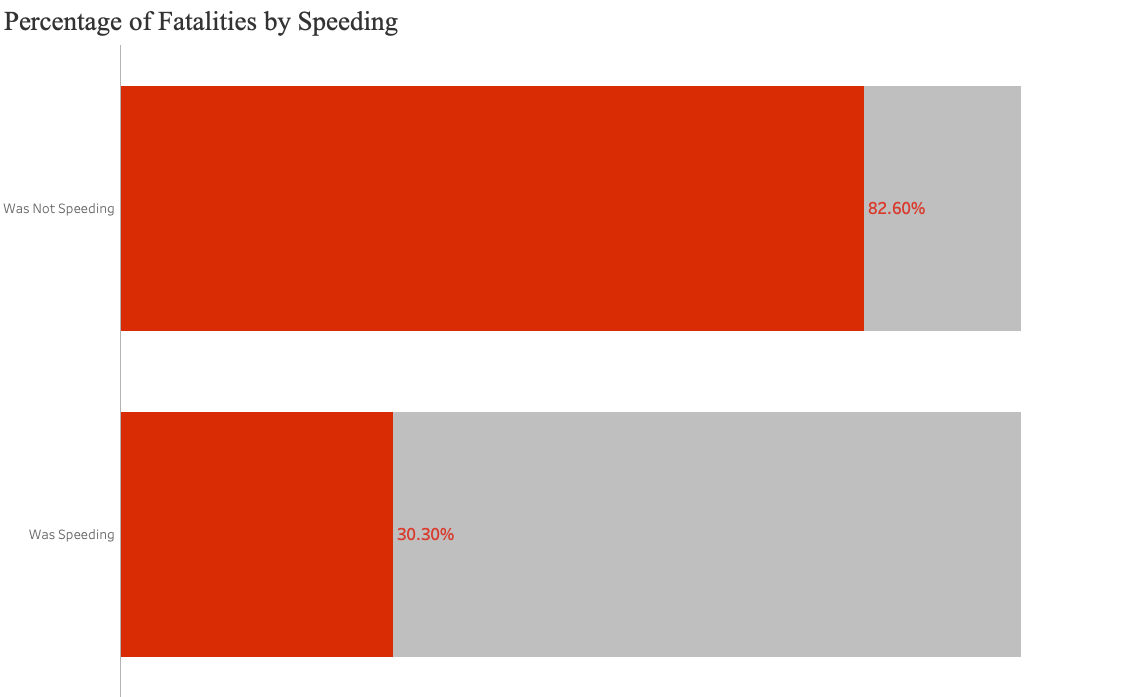 Percentage of Fatalities by Speeding
Was Not Speeding
82.60%
Was Speeding
30.30%